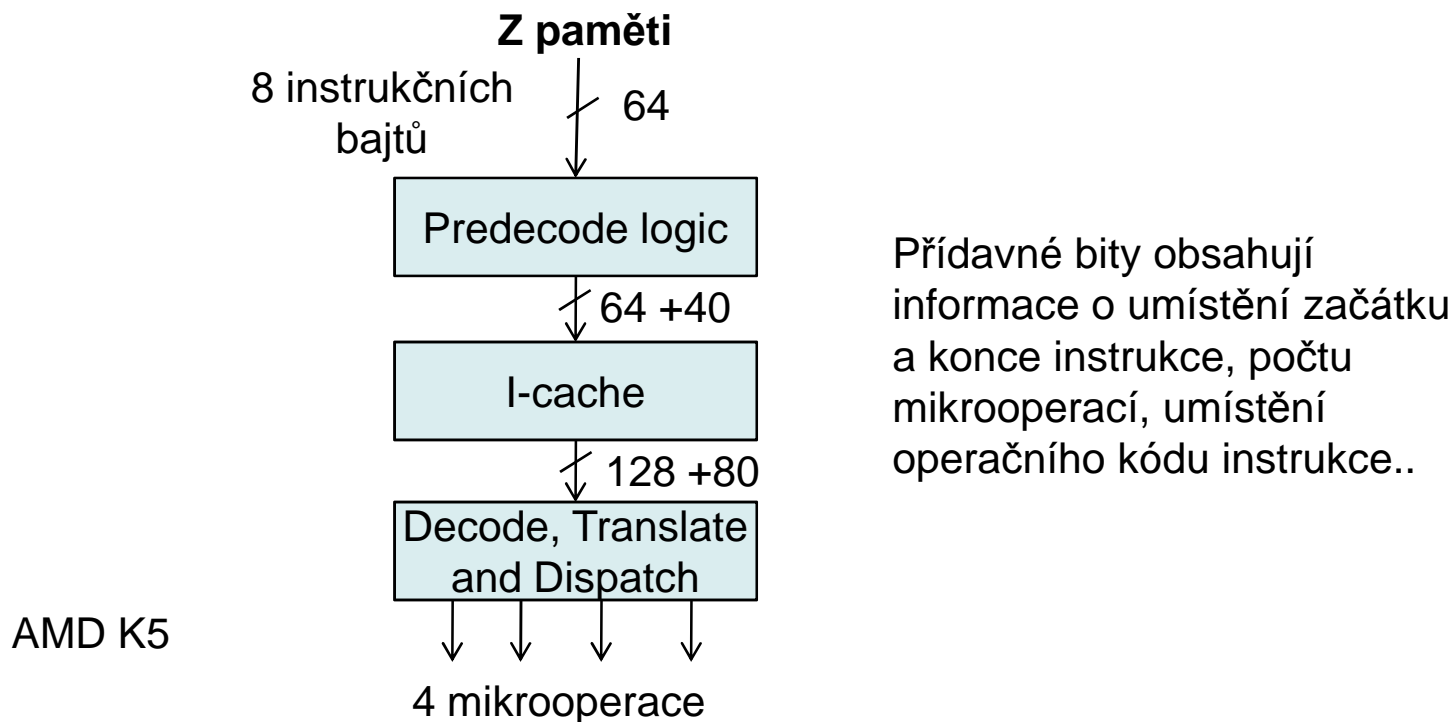 Z paměti
8 instrukčních
bajtů
64
Predecode logic
64 +40
I-cache
128 +80
Decode, Translate
and Dispatch
4 mikrooperace
AMD K5
Přídavné bity obsahují
informace o umístění začátku
a konce instrukce, počtu
mikrooperací, umístění
operačního kódu instrukce..